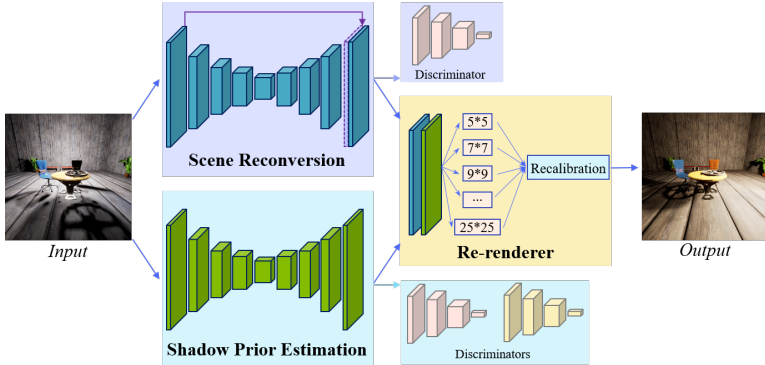 Input
Scene Reconversion
Discriminator
5*5
7*7
9*9
...
25*25
Recalibration
Re-renderer
Output
Shadow Prior Estimation
Discriminators